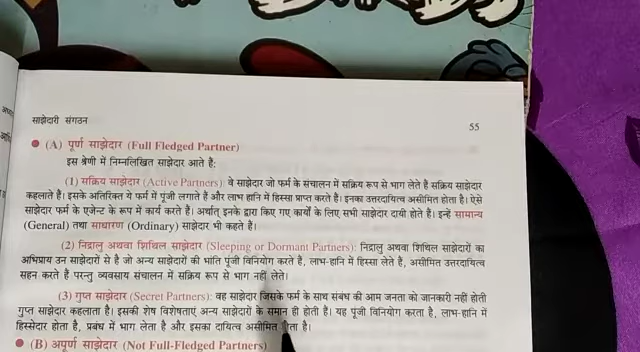 साझेदारी संगठन
55
(A) पूर्ण साझेदार (Full Fledged Partner)
इस श्रेणी में निम्नलिखित साझेदार आते हैं:
(1) सक्रिय साझेदार (Active Partners): वे साझेदार जो फर्म के संचालन में सक्रिय रूप से भाग लेते हैं सक्रिय साझेदार
कहलाते हैं। इसके अतिरिक्त ये फर्म में पूंजी लगाते हैं और लाभ हानि में हिस्सा प्राप्त करते हैं। इनका उत्तरदायित्व असीमित होता है। ऐसे
साझेदार फर्म के एजेन्ट के रूप में कार्य करते हैं। अर्थात् इनके द्वारा किए गए कार्यों के लिए सभी साझेदार दायी होते हैं। इन्हें सामान्य
(General) तथा साधारण (Ordinary) साझेदार भी कहते हैं।
(2) निद्रालु अथवा शिथिल साझेदार (Sleeping or Dormant Partners): निद्रालु अथवा शिथिल साझेदारों का
अभिप्राय उन साझेदारों से है जो अन्य साझेदारों की भांति पूंजी विनियोग करते हैं, लाभ-हानि में हिस्सा लेते हैं, असीमित उत्तरदायित्व
सहन करते हैं परन्तु व्यवसाय संचालन में सक्रिय रूप से भाग नहीं लेते।
(3) गुप्त साझेदार (Secret Partners): वह साझेदार जिसके फर्म के साथ संबंध की आम जनता को जानकारी नहीं होती
गुप्त साझेदार कहलाता है। इसकी शेष विशेषताएं अन्य साझेदारों के समान ही होती हैं। यह पूंजी विनियोग करता है, लाभ-हानि में
हिस्सेदार होता है, प्रबंध में भाग लेता है और इसका दायित्व असीमित होता है।
(B) अपूर्ण साझेदार (Not Full-Fledged Partners)